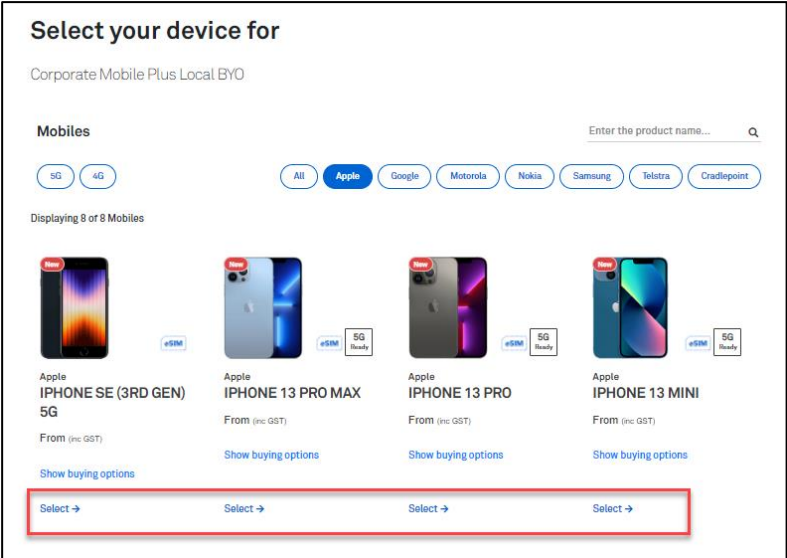 Select your device for
Corporate Mobile Plus Local BYO
Mobiles
Enter the product name...
5G 4G All Apple Google Motorola Nokia Samsung Telstra Cradlepoint
Displaying 8 of 8 Mobiles
New New New New
eSIM eSIM 5G Ready eSIM 5G Ready eSIM 5G Ready
Apple
IPHONE SE (3RD GEN)
5G
From (inc GST)
Show buying options
Select →
Apple
IPHONE 13 PRO MAX
From (inc GST)
Show buying options
Select →
Apple
IPHONE 13 PRO
From (inc GST)
Show buying options
Select →
Apple
IPHONE 13 MINI
From (inc GST)
Show buying options
Select →